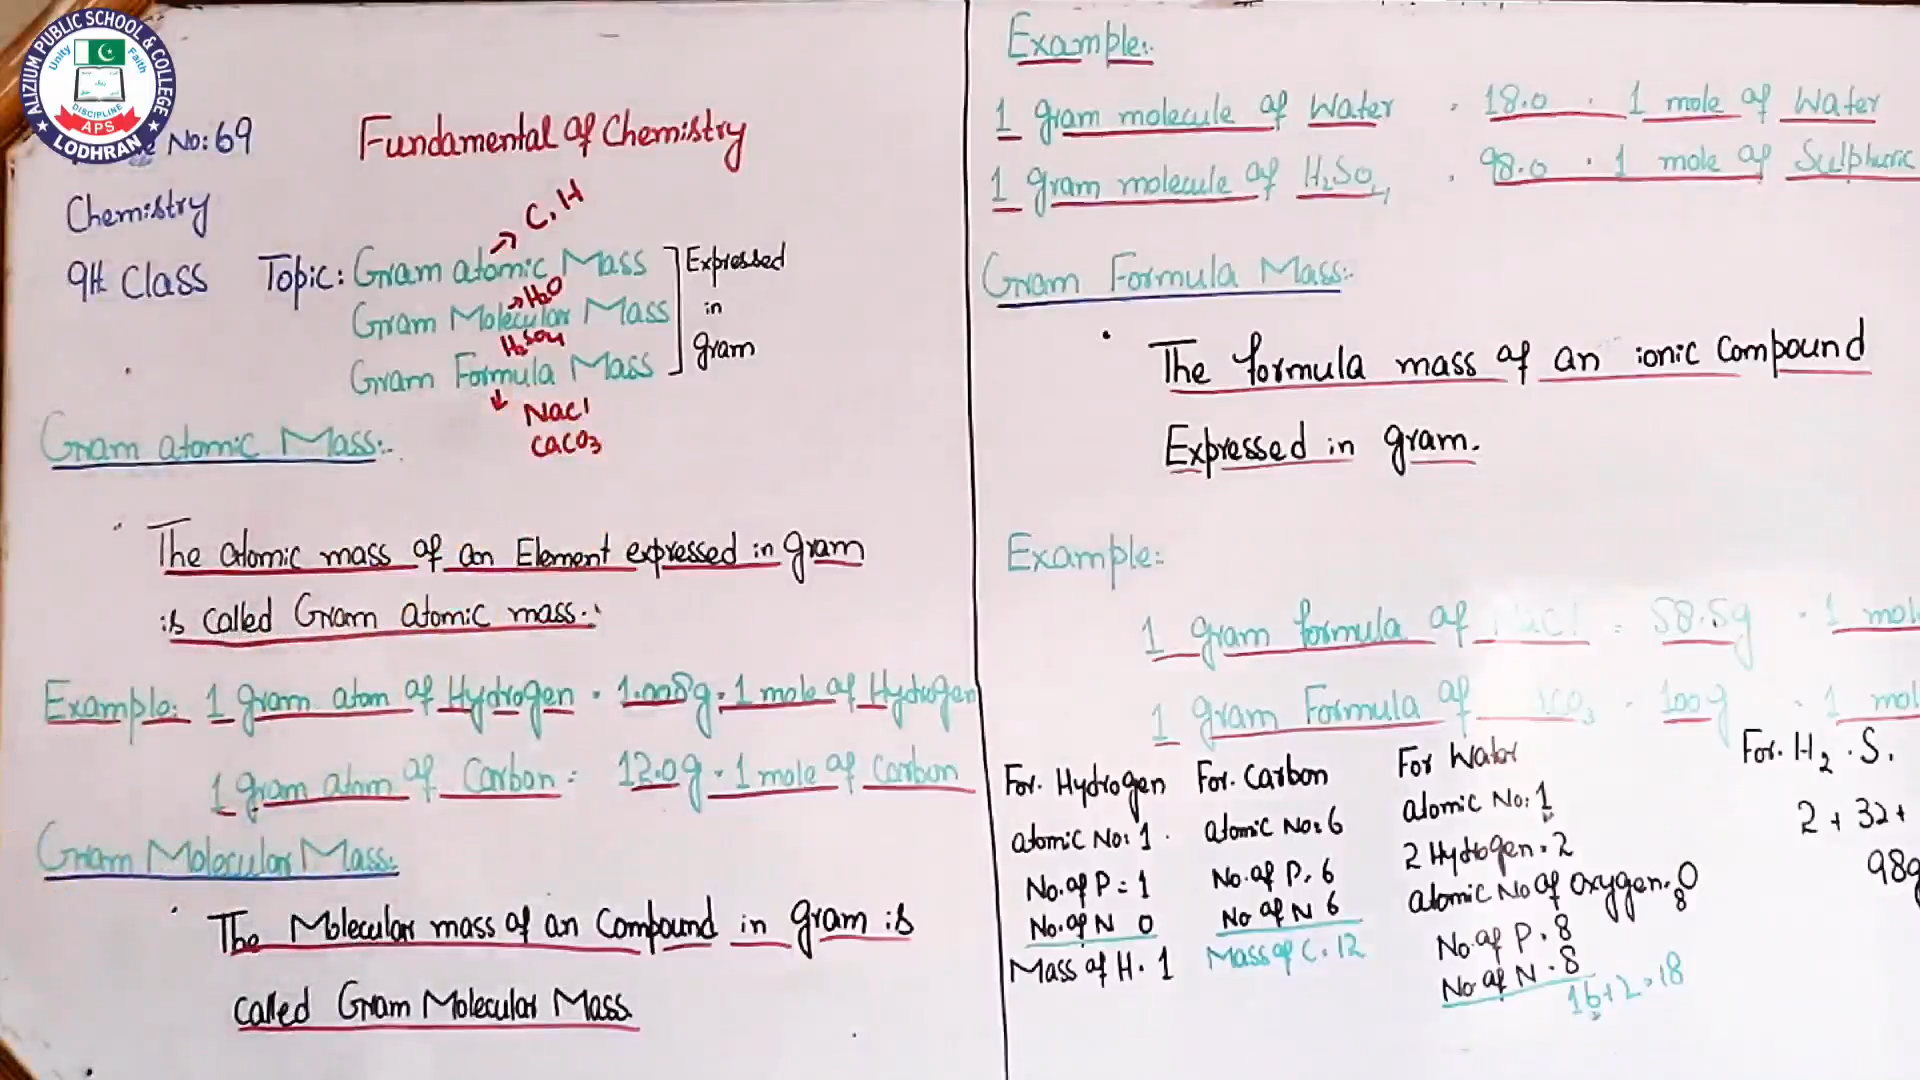 ALIZIUM PUBLIC SCHOOL & COLLEGE
Unity
Faith
DISCIPLINE
APS
LODHRAN
No: 69
Fundamental of Chemistry
Chemistry
9th Class
Topic: Gram atomic Mass
C, H
Gram Molecular Mass
H2O
H2SO4
Gram Formula Mass
NaCl
CaCO3
Expressed
in
gram
Gram atomic Mass:
The atomic mass of an Element expressed in gram
is called Gram atomic mass.
Example: 1 gram atom of Hydrogen = 1.008g = 1 mole of Hydrogen
1 gram atom of Carbon = 12.0g = 1 mole of Carbon
Gram Molecular Mass:
The Molecular mass of an Compound in gram is
called Gram Molecular Mass
Example:
1 gram molecule of Water = 18.0 = 1 mole of Water
1 gram molecule of H2SO4 = 98.0 = 1 mole of Sulphuric
Gram Formula Mass:
The formula mass of an ionic Compound
Expressed in gram.
Example:
1 gram formula of NaCl = 58.5g = 1 mol
1 gram Formula of CO3 = 100g = 1 mol
For Hydrogen
atomic No: 1
No. of P = 1
No. of N 0
Mass of H = 1
For Carbon
atomic No: 6
No. of P = 6
No of N 6
Mass of C = 12
For Water
atomic No: 1
2 Hydrogen = 2
atomic No of Oxygen = 8
No. of P = 8
No of N = 8
16+2=18
For H2 S
2 + 32 +
98g